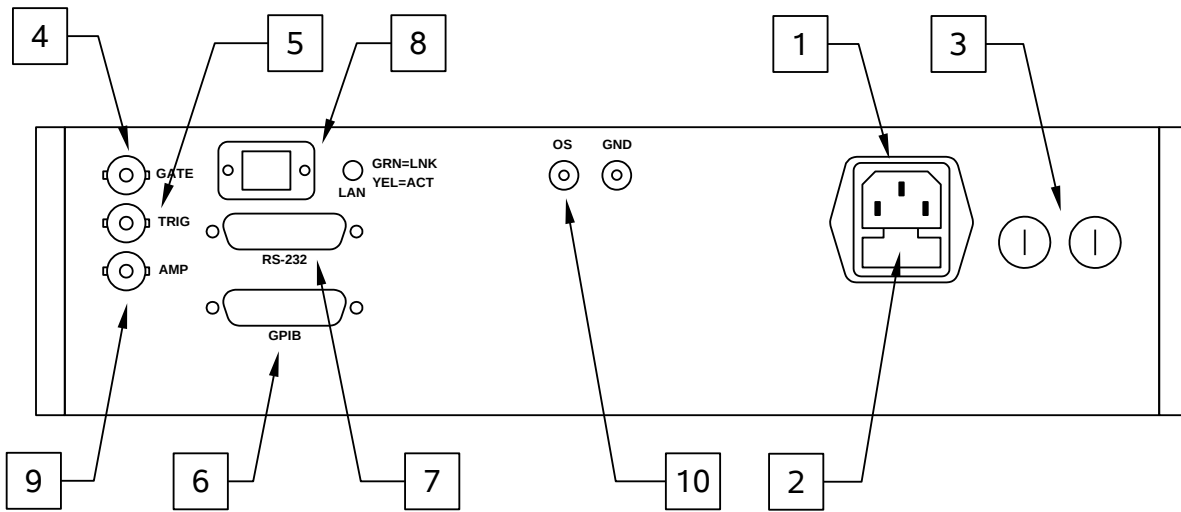 4
5
8
1
3
OS
GND
GATE
GRN=LNK
YEL=ACT
LAN
TRIG
RS-232
AMP
GPIB
9
6
7
10
2